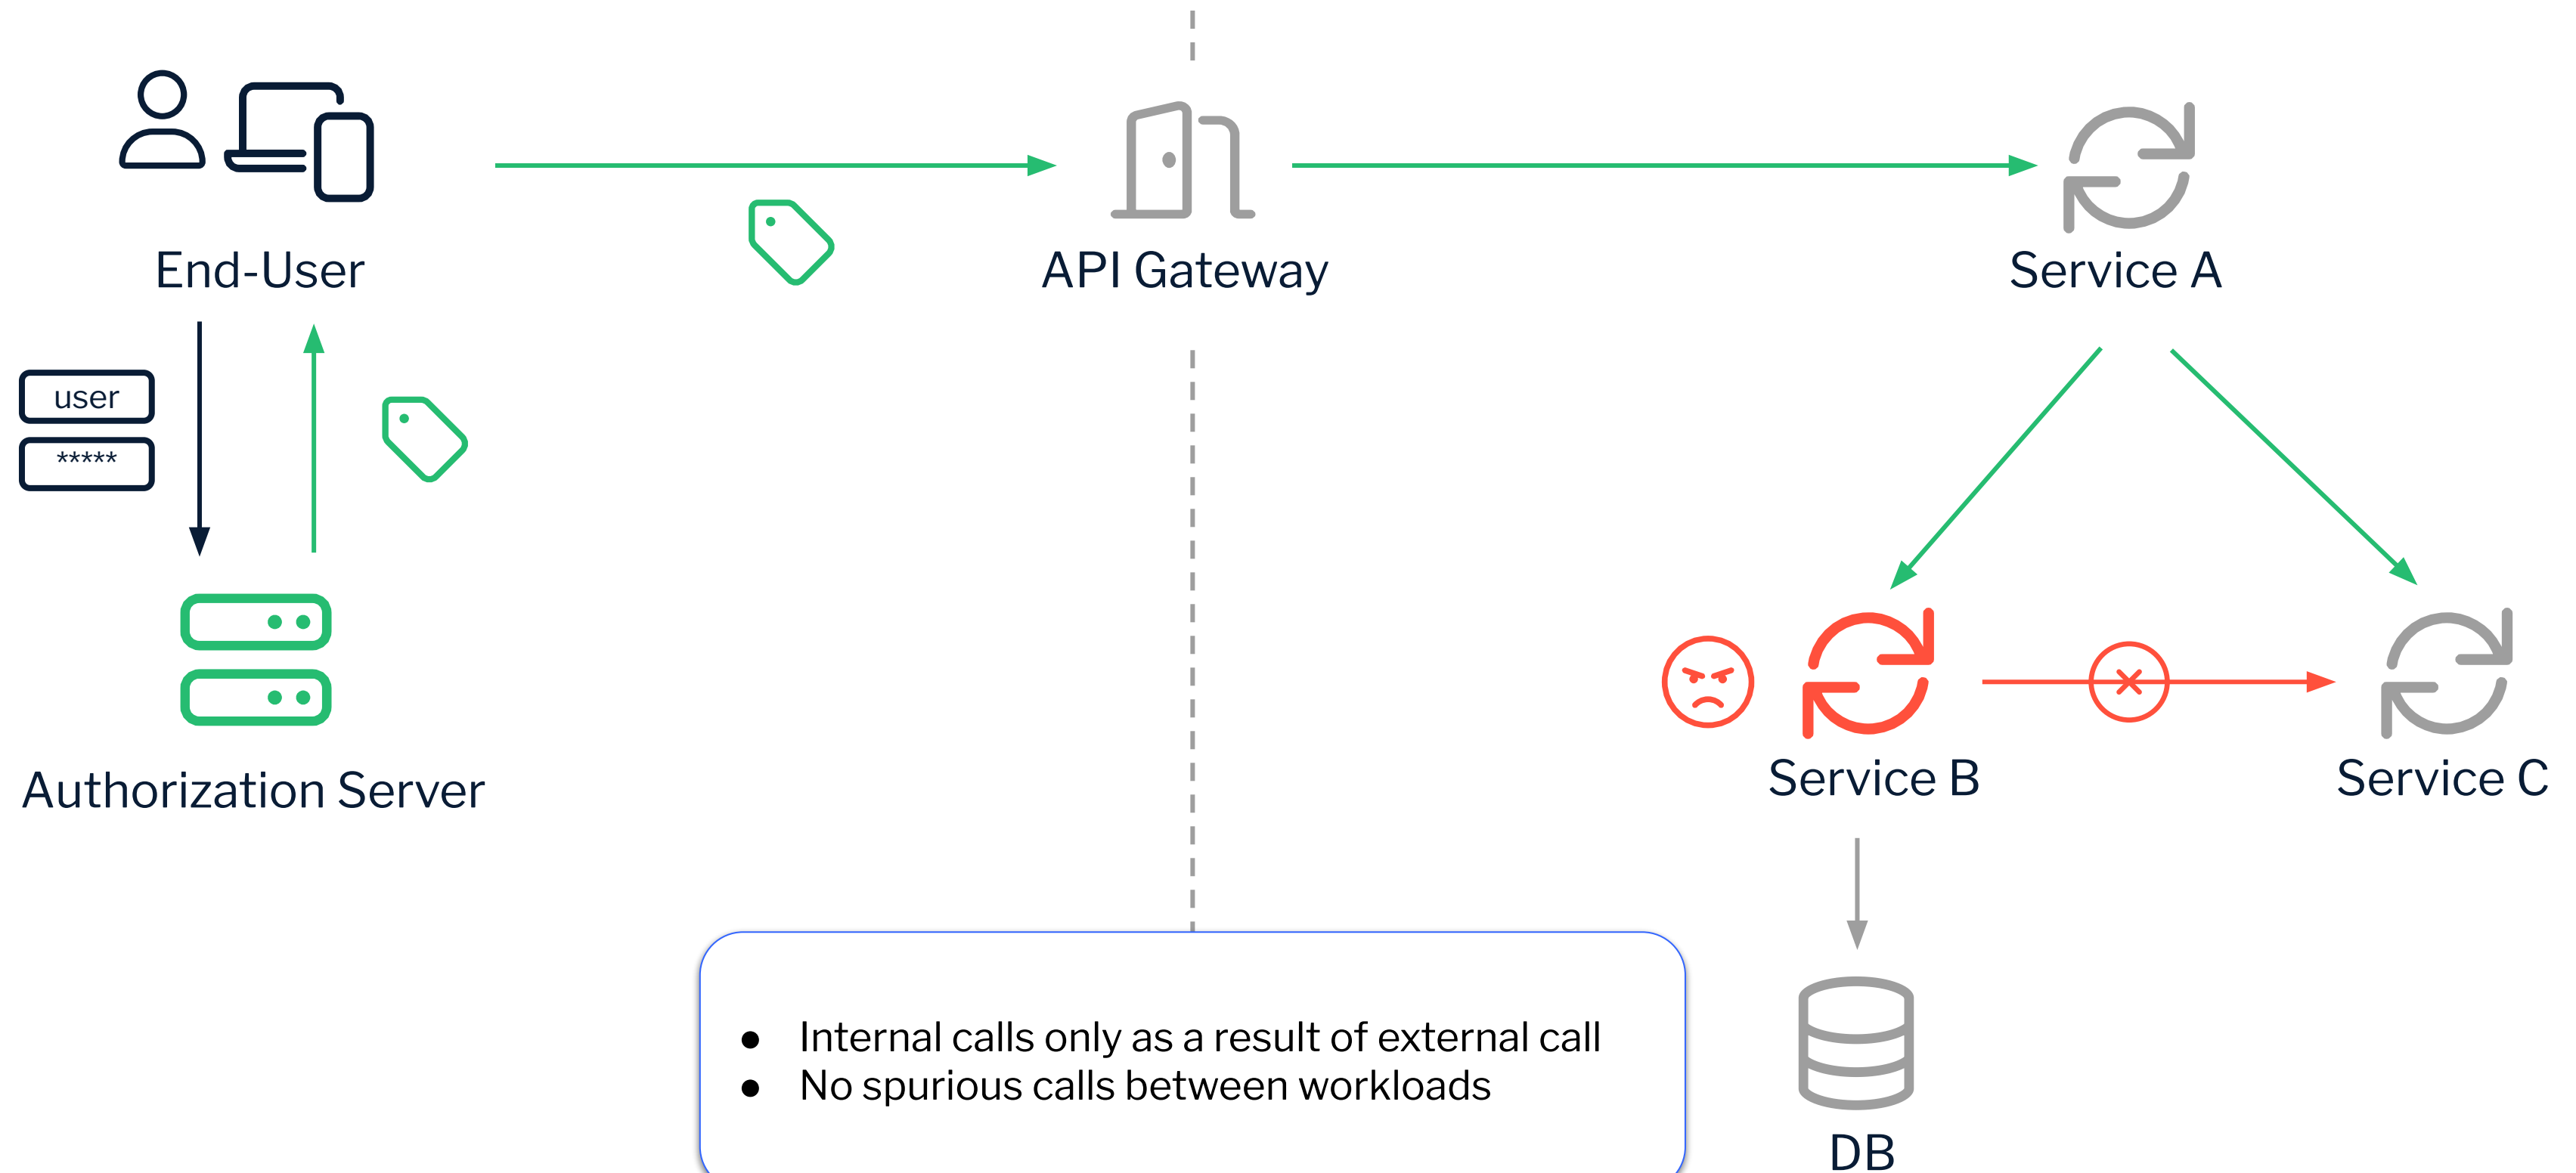 End-User
API Gateway
Service A
user
*****
Authorization Server
Service B
Service C
● Internal calls only as a result of external call
● No spurious calls between workloads
DB